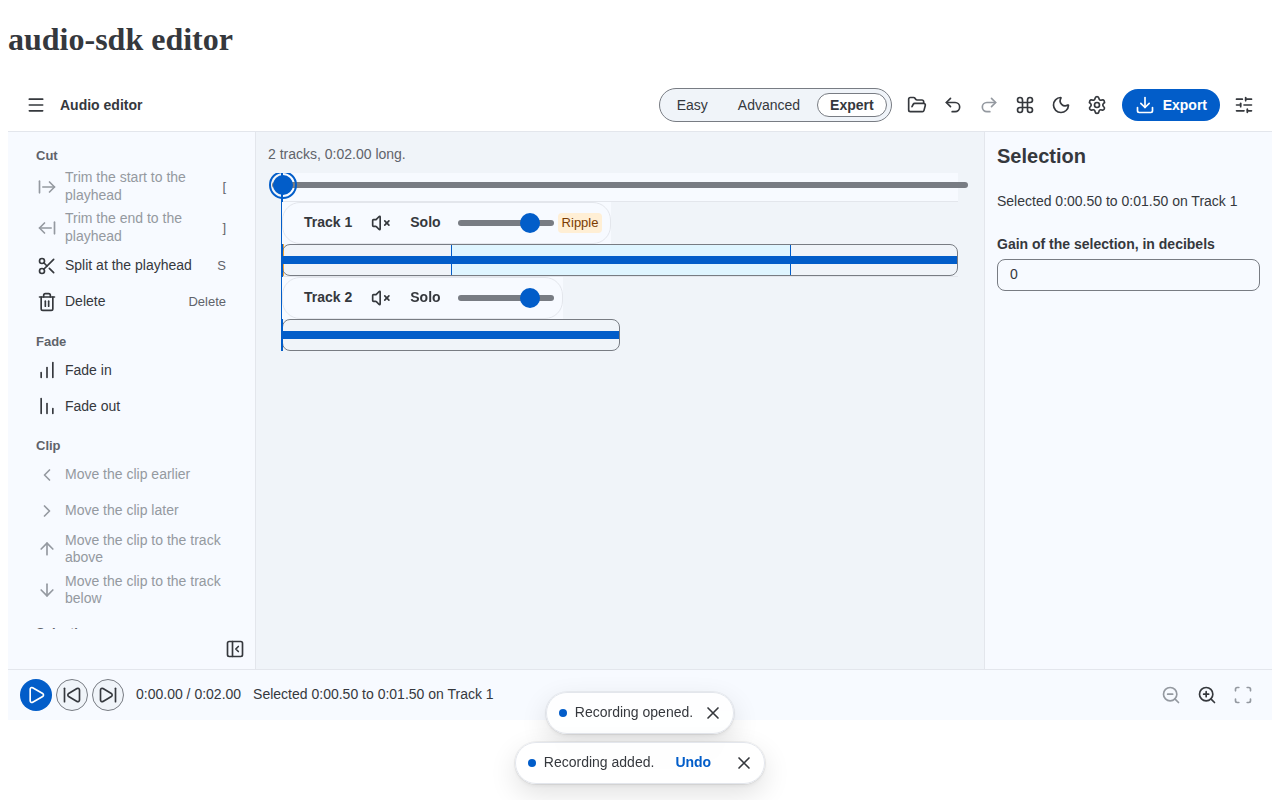 audio-sdk editor
Audio editor
Easy
Advanced
Expert
Export
Cut
Trim the start to the
playhead
[
Trim the end to the
playhead
]
Split at the playhead
S
Delete
Delete
Fade
Fade in
Fade out
Clip
Move the clip earlier
Move the clip later
Move the clip to the track
above
Move the clip to the track
below
2 tracks, 0:02.00 long.
Track 1
Solo
Ripple
Track 2
Solo
Selection
Selected 0:00.50 to 0:01.50 on Track 1
Gain of the selection, in decibels
0
0:00.00 / 0:02.00
Selected 0:00.50 to 0:01.50 on Track 1
Recording opened.
Recording added.
Undo